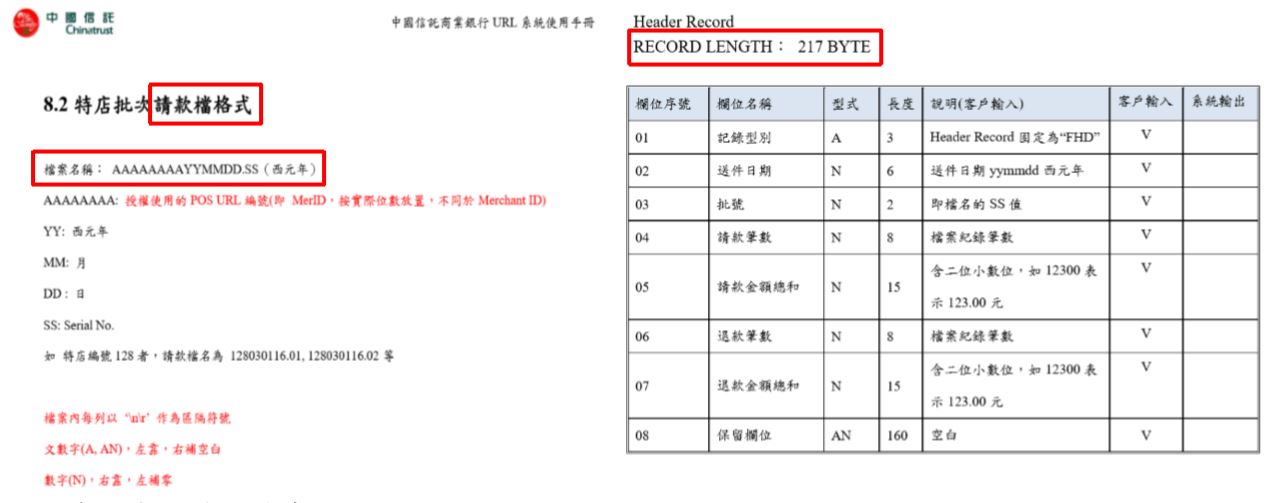 中國信託
Chinatrust
中國信託商業銀行 URL 系統使用手冊
8.2 特店批次請款檔格式
檔案名稱： AAAAAAAAYYMMDD.SS（西元年）
AAAAAAAA: 授權使用的 POS URL 編號(即 MerID，按實際位數放置，不同於 Merchant ID)
YY: 西元年
MM: 月
DD : 日
SS: Serial No.
如 特店編號 128 者，請款檔名為 128030116.01, 128030116.02 等
檔案內每列以 '\n\r' 作為區隔符號
文數字(A, AN)，左靠，右補空白
數字(N)，右靠，左補零
Header Record
RECORD LENGTH： 217 BYTE
欄位序號 欄位名稱 型式 長度 說明(客戶輸入) 客戶輸入 系統輸出
01 記錄型別 A 3 Header Record 固定為“FHD” V
02 送件日期 N 6 送件日期 yymmdd 西元年 V
03 批號 N 2 即檔名的 SS 值 V
04 請款筆數 N 8 檔案紀錄筆數 V
05 請款金額總和 N 15 含二位小數位，如 12300 表 V
示 123.00 元
06 退款筆數 N 8 檔案紀錄筆數 V
07 退款金額總和 N 15 含二位小數位，如 12300 表 V
示 123.00 元
08 保留欄位 AN 160 空白 V